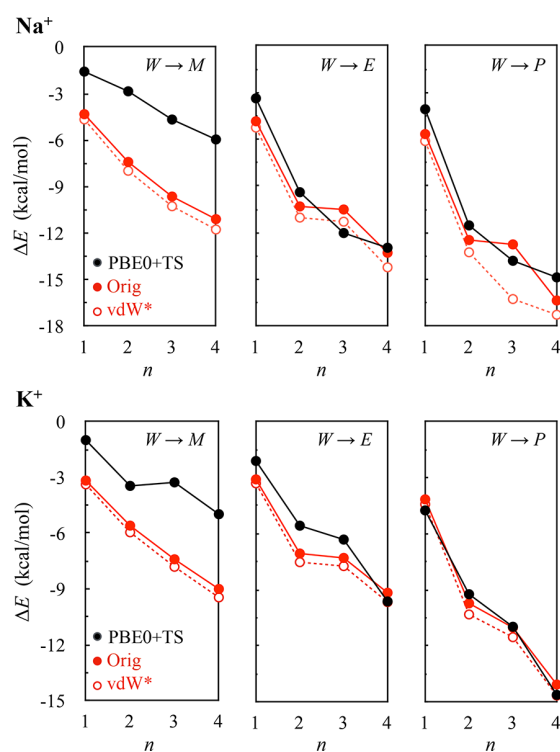 Na⁺
0
-3
-6
-9
-12
-15
-18
ΔE (kcal/mol)
W → M
W → E
W → P
PBE0+TS
Orig
vdW*
1 2 3 4
1 2 3 4
1 2 3 4
n
n
n
K⁺
0
-3
-6
-9
-12
-15
ΔE (kcal/mol)
W → M
W → E
W → P
PBE0+TS
Orig
vdW*
1 2 3 4
1 2 3 4
1 2 3 4
n
n
n